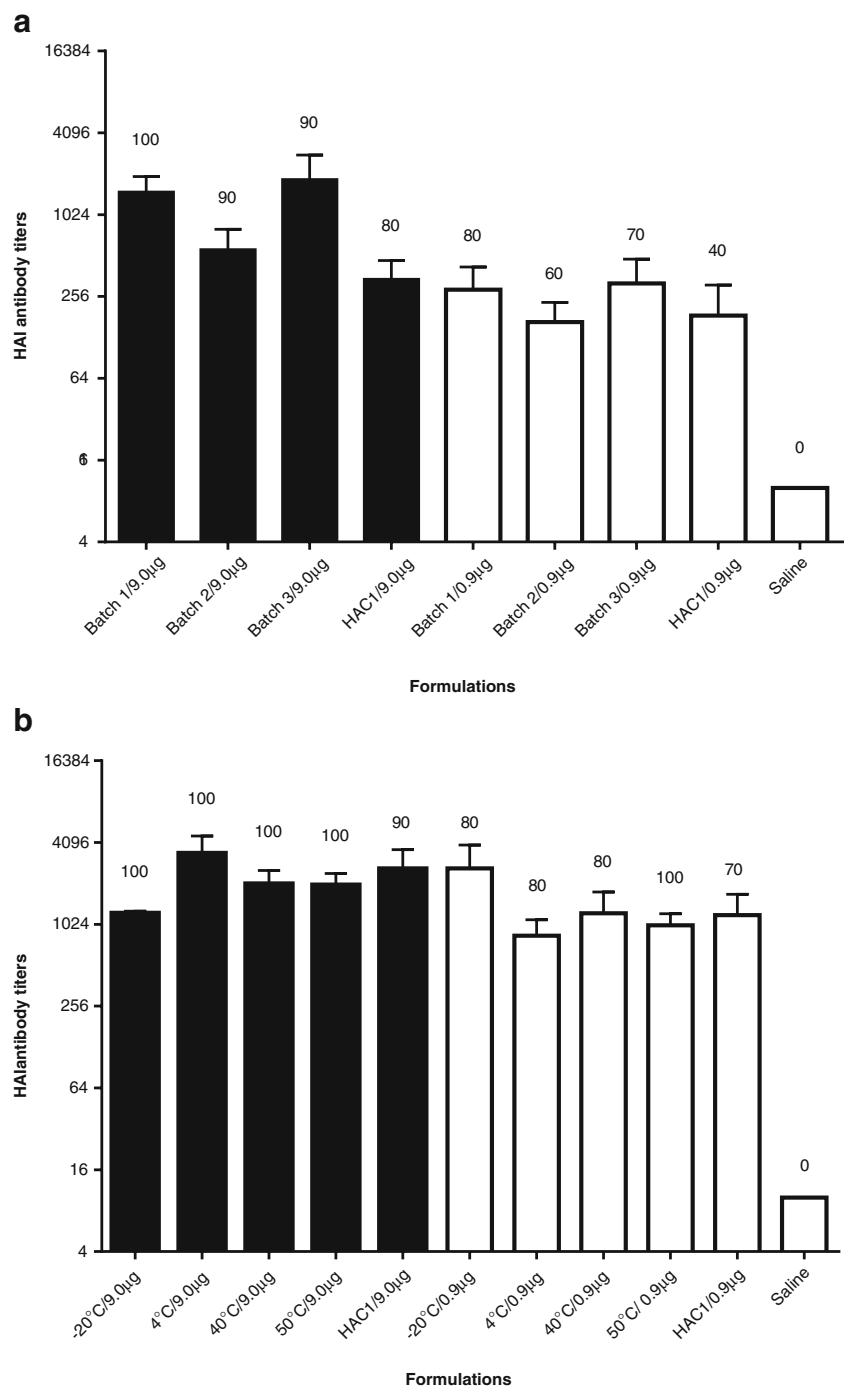 a
16384
4096
1024
256
64
16
4
HAI antibody titers
100
90
90
80
80
60
70
40
0
Batch 1/9.0µg
Batch 2/9.0µg
Batch 3/9.0µg
HAC1/9.0µg
Batch 1/0.9µg
Batch 2/0.9µg
Batch 3/0.9µg
HAC1/0.9µg
Saline
Formulations
b
16384
4096
1024
256
64
16
4
HAIantibody titers
100
100
100
100
90
80
80
80
100
70
0
-20°C/9.0µg
4°C/9.0µg
40°C/9.0µg
50°C/9.0µg
HAC1/9.0µg
-20°C/0.9µg
4°C/0.9µg
40°C/0.9µg
50°C/ 0.9µg
HAC1/0.9µg
Saline
Formulations